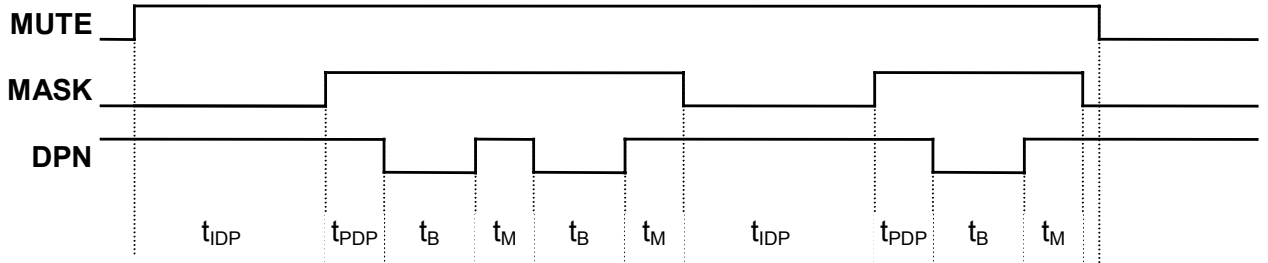 MUTE
MASK
DPN
tIDP tPDP tB tM tB tM tIDP tPDP tB tM